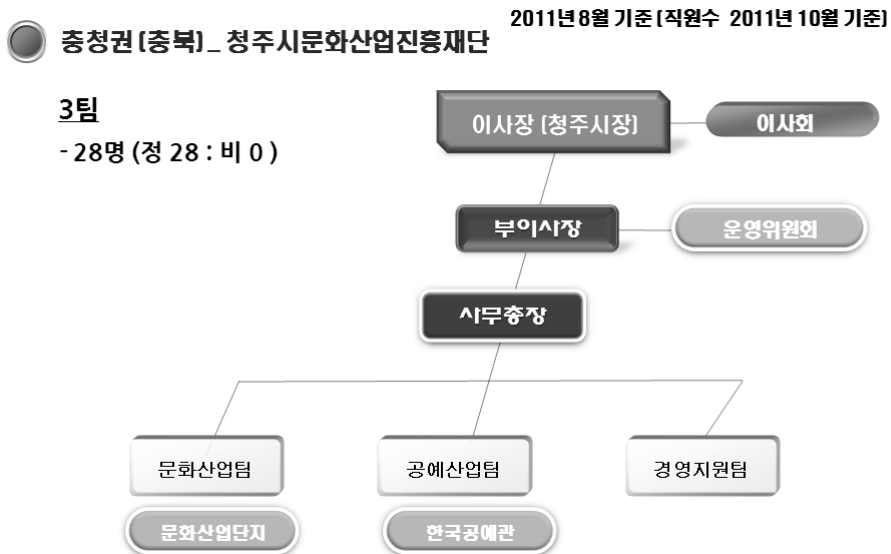 2011년 8월 기준 (직원수 2011년 10월 기준)
충청권 (충북) _ 청주시문화산업진흥재단
3팀
- 28명 (정 28 : 비 0 )
이사장 (청주시장)
이사회
부이사장
운영위원회
사무총장
문화산업팀
공예산업팀
경영지원팀
문화산업단지
한국공예관